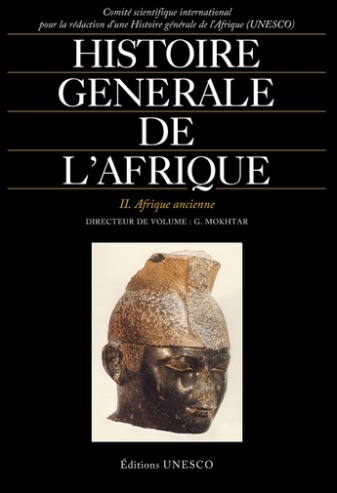 Comité scientifique international
pour la rédaction d'une Histoire générale de l'Afrique (UNESCO)
HISTOIRE
GENERALE
DE
L'AFRIQUE
II. Afrique ancienne
DIRECTEUR DE VOLUME : G. MOKHTAR
Éditions UNESCO